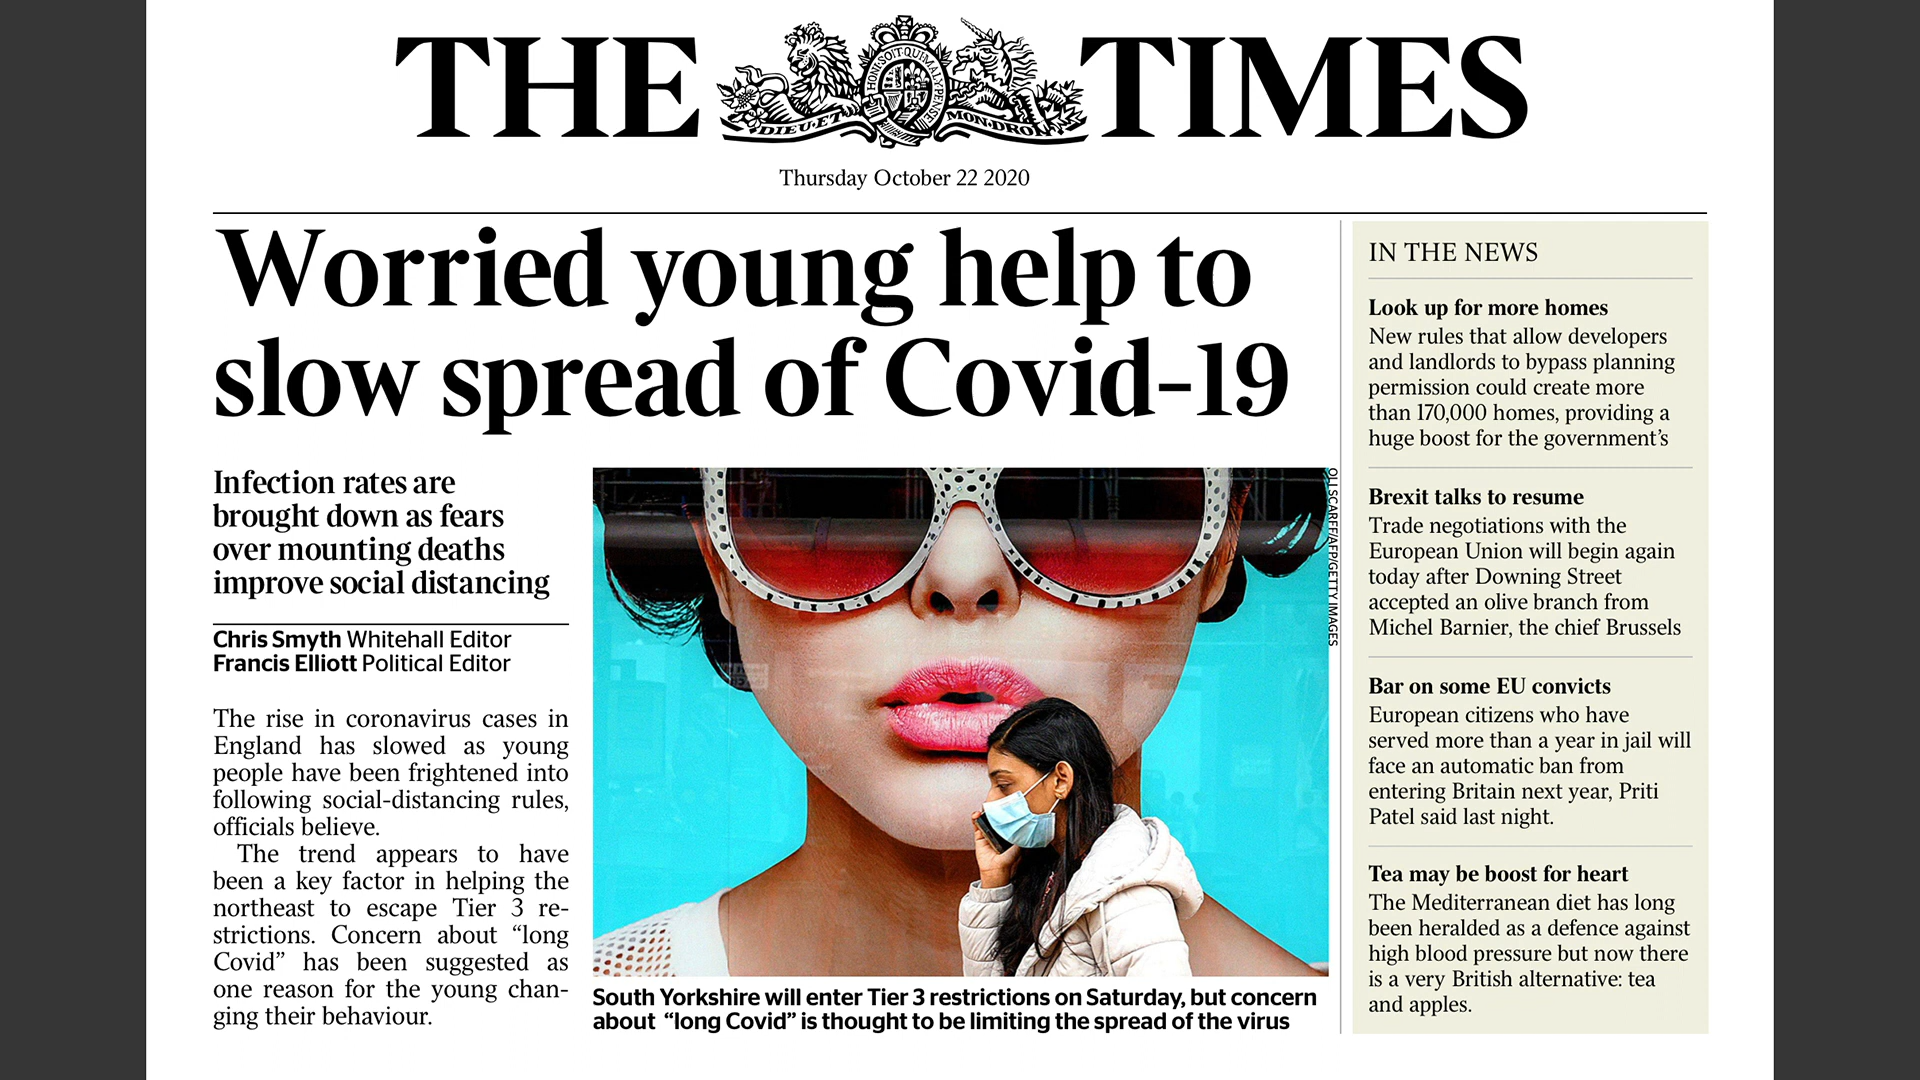 THE TIMES
HONI·SOIT·QUI·MAL·Y·PENSE
DIEU·ET MON·DROIT
Thursday October 22 2020
Worried young help to
slow spread of Covid-19
Infection rates are
brought down as fears
over mounting deaths
improve social distancing
Chris Smyth Whitehall Editor
Francis Elliott Political Editor
The rise in coronavirus cases in
England has slowed as young
people have been frightened into
following social-distancing rules,
officials believe.
The trend appears to have
been a key factor in helping the
northeast to escape Tier 3 re-
strictions. Concern about “long
Covid” has been suggested as
one reason for the young chan-
ging their behaviour.
OLI SCARFF/AFP/GETTY IMAGES
South Yorkshire will enter Tier 3 restrictions on Saturday, but concern
about “long Covid” is thought to be limiting the spread of the virus
IN THE NEWS
Look up for more homes
New rules that allow developers
and landlords to bypass planning
permission could create more
than 170,000 homes, providing a
huge boost for the government’s
Brexit talks to resume
Trade negotiations with the
European Union will begin again
today after Downing Street
accepted an olive branch from
Michel Barnier, the chief Brussels
Bar on some EU convicts
European citizens who have
served more than a year in jail will
face an automatic ban from
entering Britain next year, Priti
Patel said last night.
Tea may be boost for heart
The Mediterranean diet has long
been heralded as a defence against
high blood pressure but now there
is a very British alternative: tea
and apples.